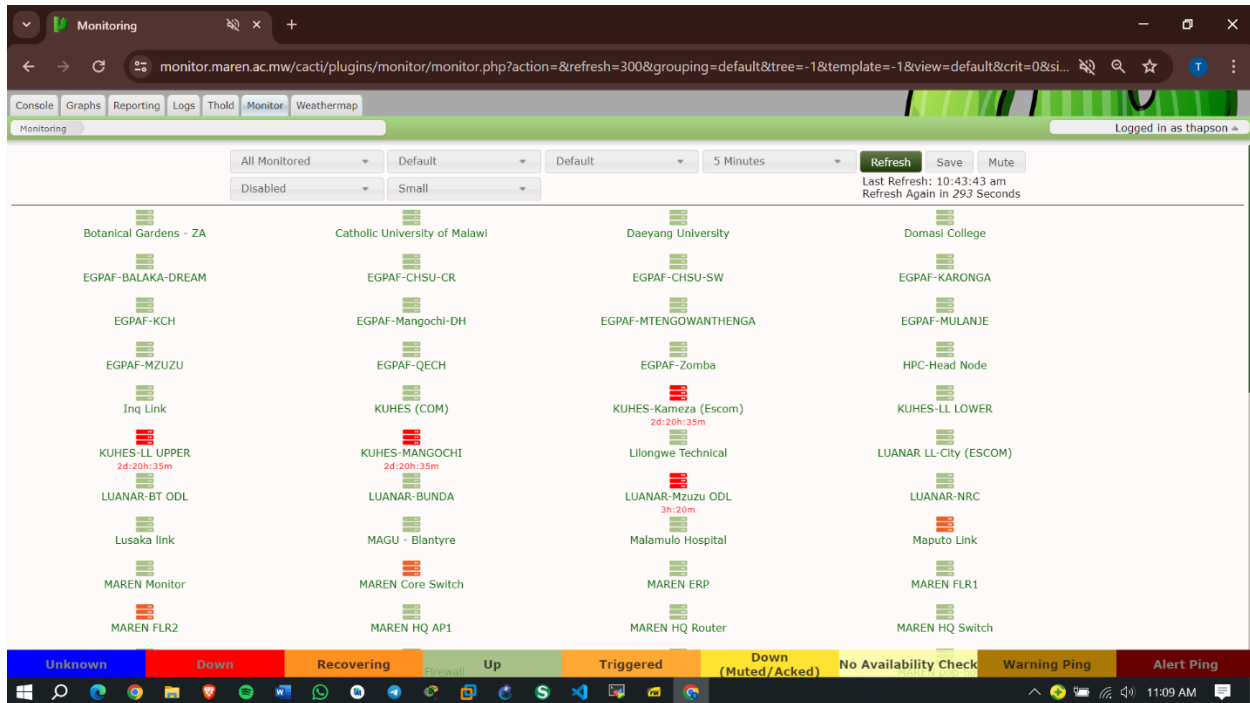 Monitoring
monitor.maren.ac.mw/cacti/plugins/monitor/monitor.php?action=&refresh=300&grouping=default&tree=-1&template=-1&view=default&crit=0&si...
T
Console Graphs Reporting Logs Thold Monitor Weathermap
Monitoring
Logged in as thapson
All Monitored Default Default 5 Minutes Refresh Save Mute
Disabled Small
Last Refresh: 10:43:43 am
Refresh Again in 293 Seconds
Botanical Gardens - ZA Catholic University of Malawi Daeyang University Domasi College
EGPAF-BALAKA-DREAM EGPAF-CHSU-CR EGPAF-CHSU-SW EGPAF-KARONGA
EGPAF-KCH EGPAF-Mangochi-DH EGPAF-MTENGOWANTHENGA EGPAF-MULANJE
EGPAF-MZUZU EGPAF-QECH EGPAF-Zomba HPC-Head Node
Inq Link KUHES (COM) KUHES-Kameza (Escom) KUHES-LL LOWER
2d:20h:35m
KUHES-LL UPPER KUHES-MANGOCHI Lilongwe Technical LUANAR LL-City (ESCOM)
2d:20h:35m 2d:20h:35m
LUANAR-BT ODL LUANAR-BUNDA LUANAR-Mzuzu ODL LUANAR-NRC
3h:20m
Lusaka link MAGU - Blantyre Malamulo Hospital Maputo Link
MAREN Monitor MAREN Core Switch MAREN ERP MAREN FLR1
MAREN FLR2 MAREN HQ AP1 MAREN HQ Router MAREN HQ Switch
Unknown Down Recovering Firewall Up Triggered Down (Muted/Acked) No Availability Check Warning Ping Alert Ping
11:09 AM